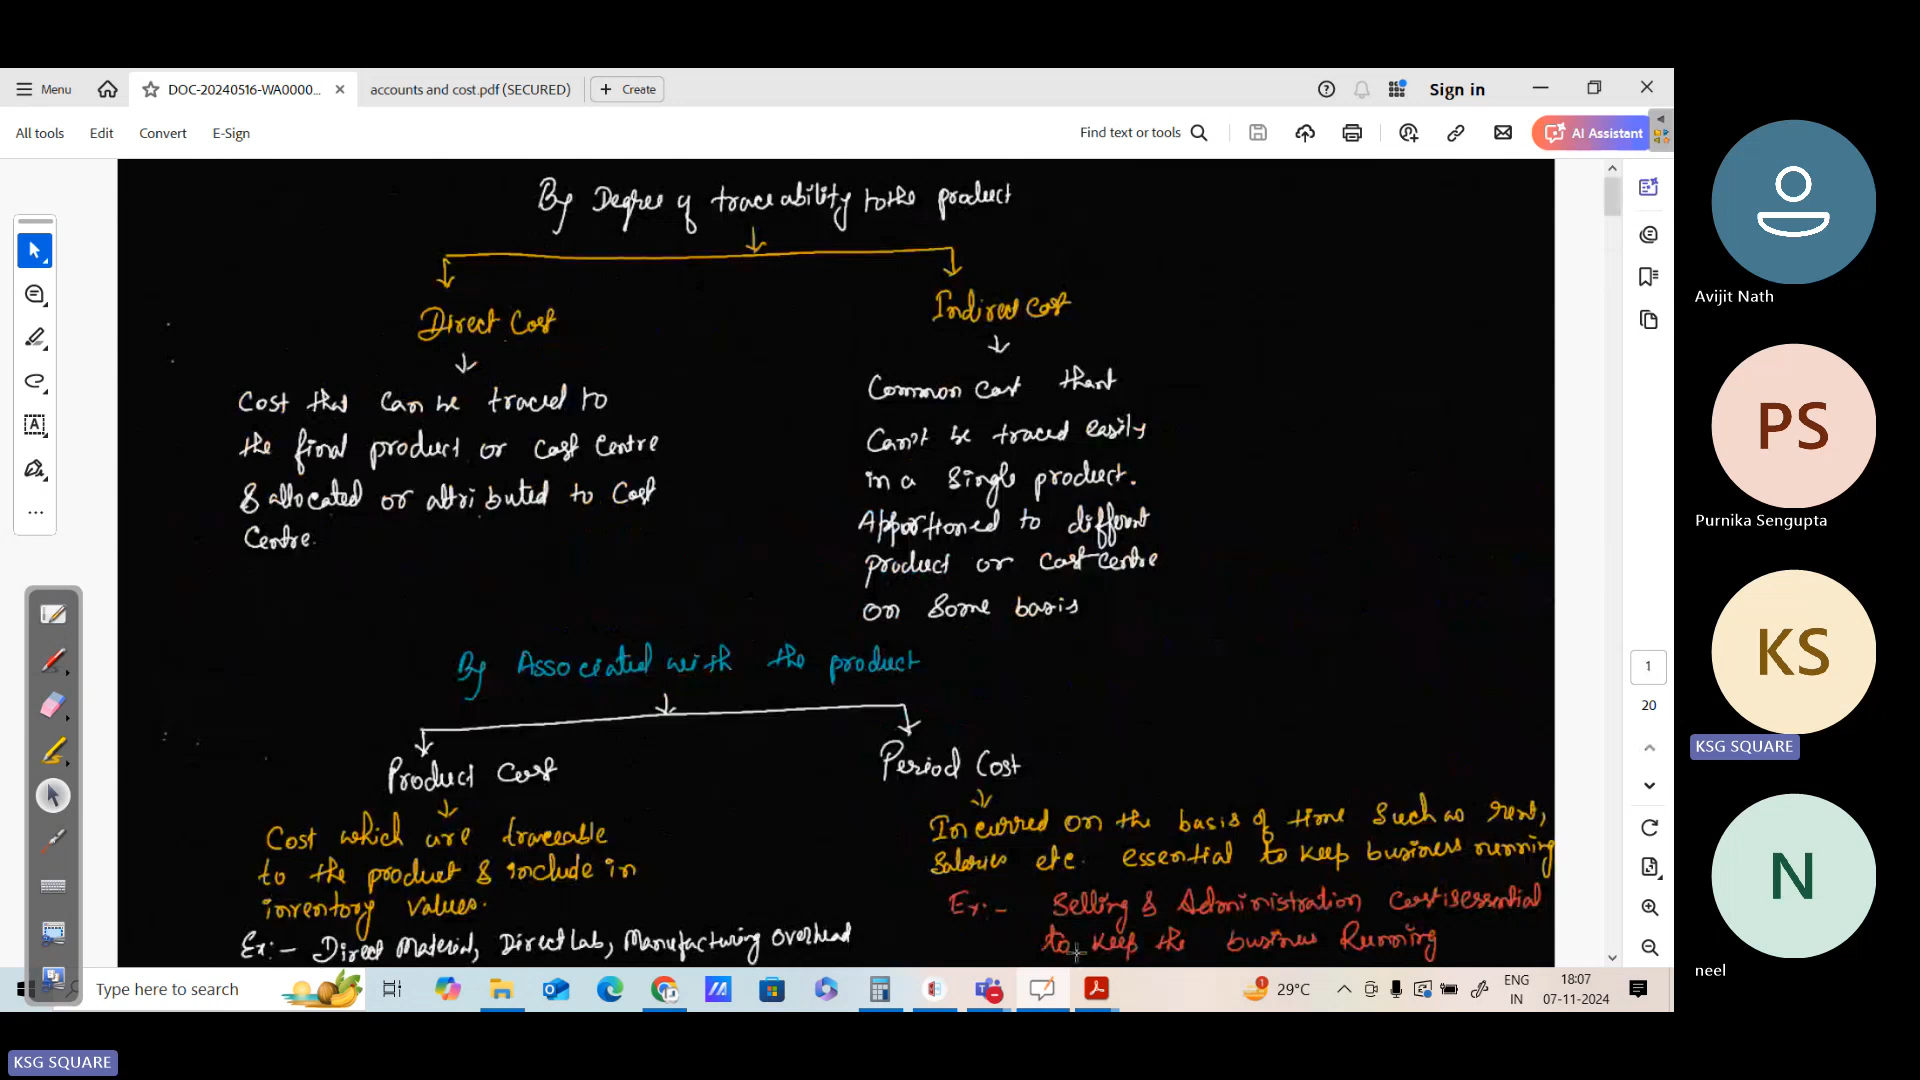 Menu
DOC-20240516-WA0000...
accounts and cost.pdf (SECURED)
Create
Sign in
All tools
Edit
Convert
E-Sign
Find text or tools
AI Assistant
By Degree of traceability to the product
Direct Cost
Indirect Cost
Cost that can be traced to
the final product or Cost Centre
& allocated or attributed to Cost
Centre.
Common Cost that
Can't be traced easily
in a Single product.
Apportioned to different
product or Cost Centre
on Some basis
By Associated with the product
Product Cost
Period Cost
Cost which are traceable
to the product & include in
inventory values.
Ex:- Direct Material, Direct Lab, Manufacturing Overhead
Incurred on the basis of time Such as rent,
Salaries etc. essential to keep business running
Ex:- Selling & Administration Cost is essential
to keep the business Running
1
20
Avijit Nath
PS
Purnika Sengupta
KS
KSG SQUARE
N
neel
Type here to search
29°C
ENG
IN
18:07
07-11-2024
KSG SQUARE